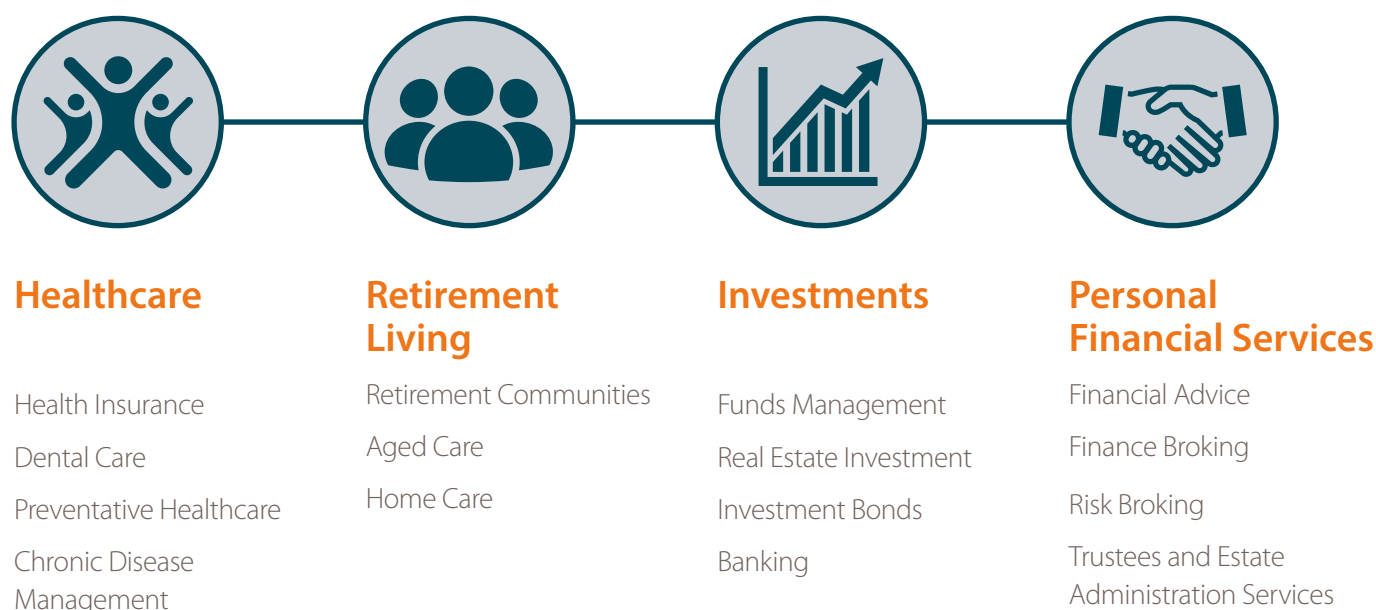 Healthcare
Health Insurance
Dental Care
Preventative Healthcare
Chronic Disease
Management
Retirement
Living
Retirement Communities
Aged Care
Home Care
Investments
Funds Management
Real Estate Investment
Investment Bonds
Banking
Personal
Financial Services
Financial Advice
Finance Broking
Risk Broking
Trustees and Estate
Administration Services